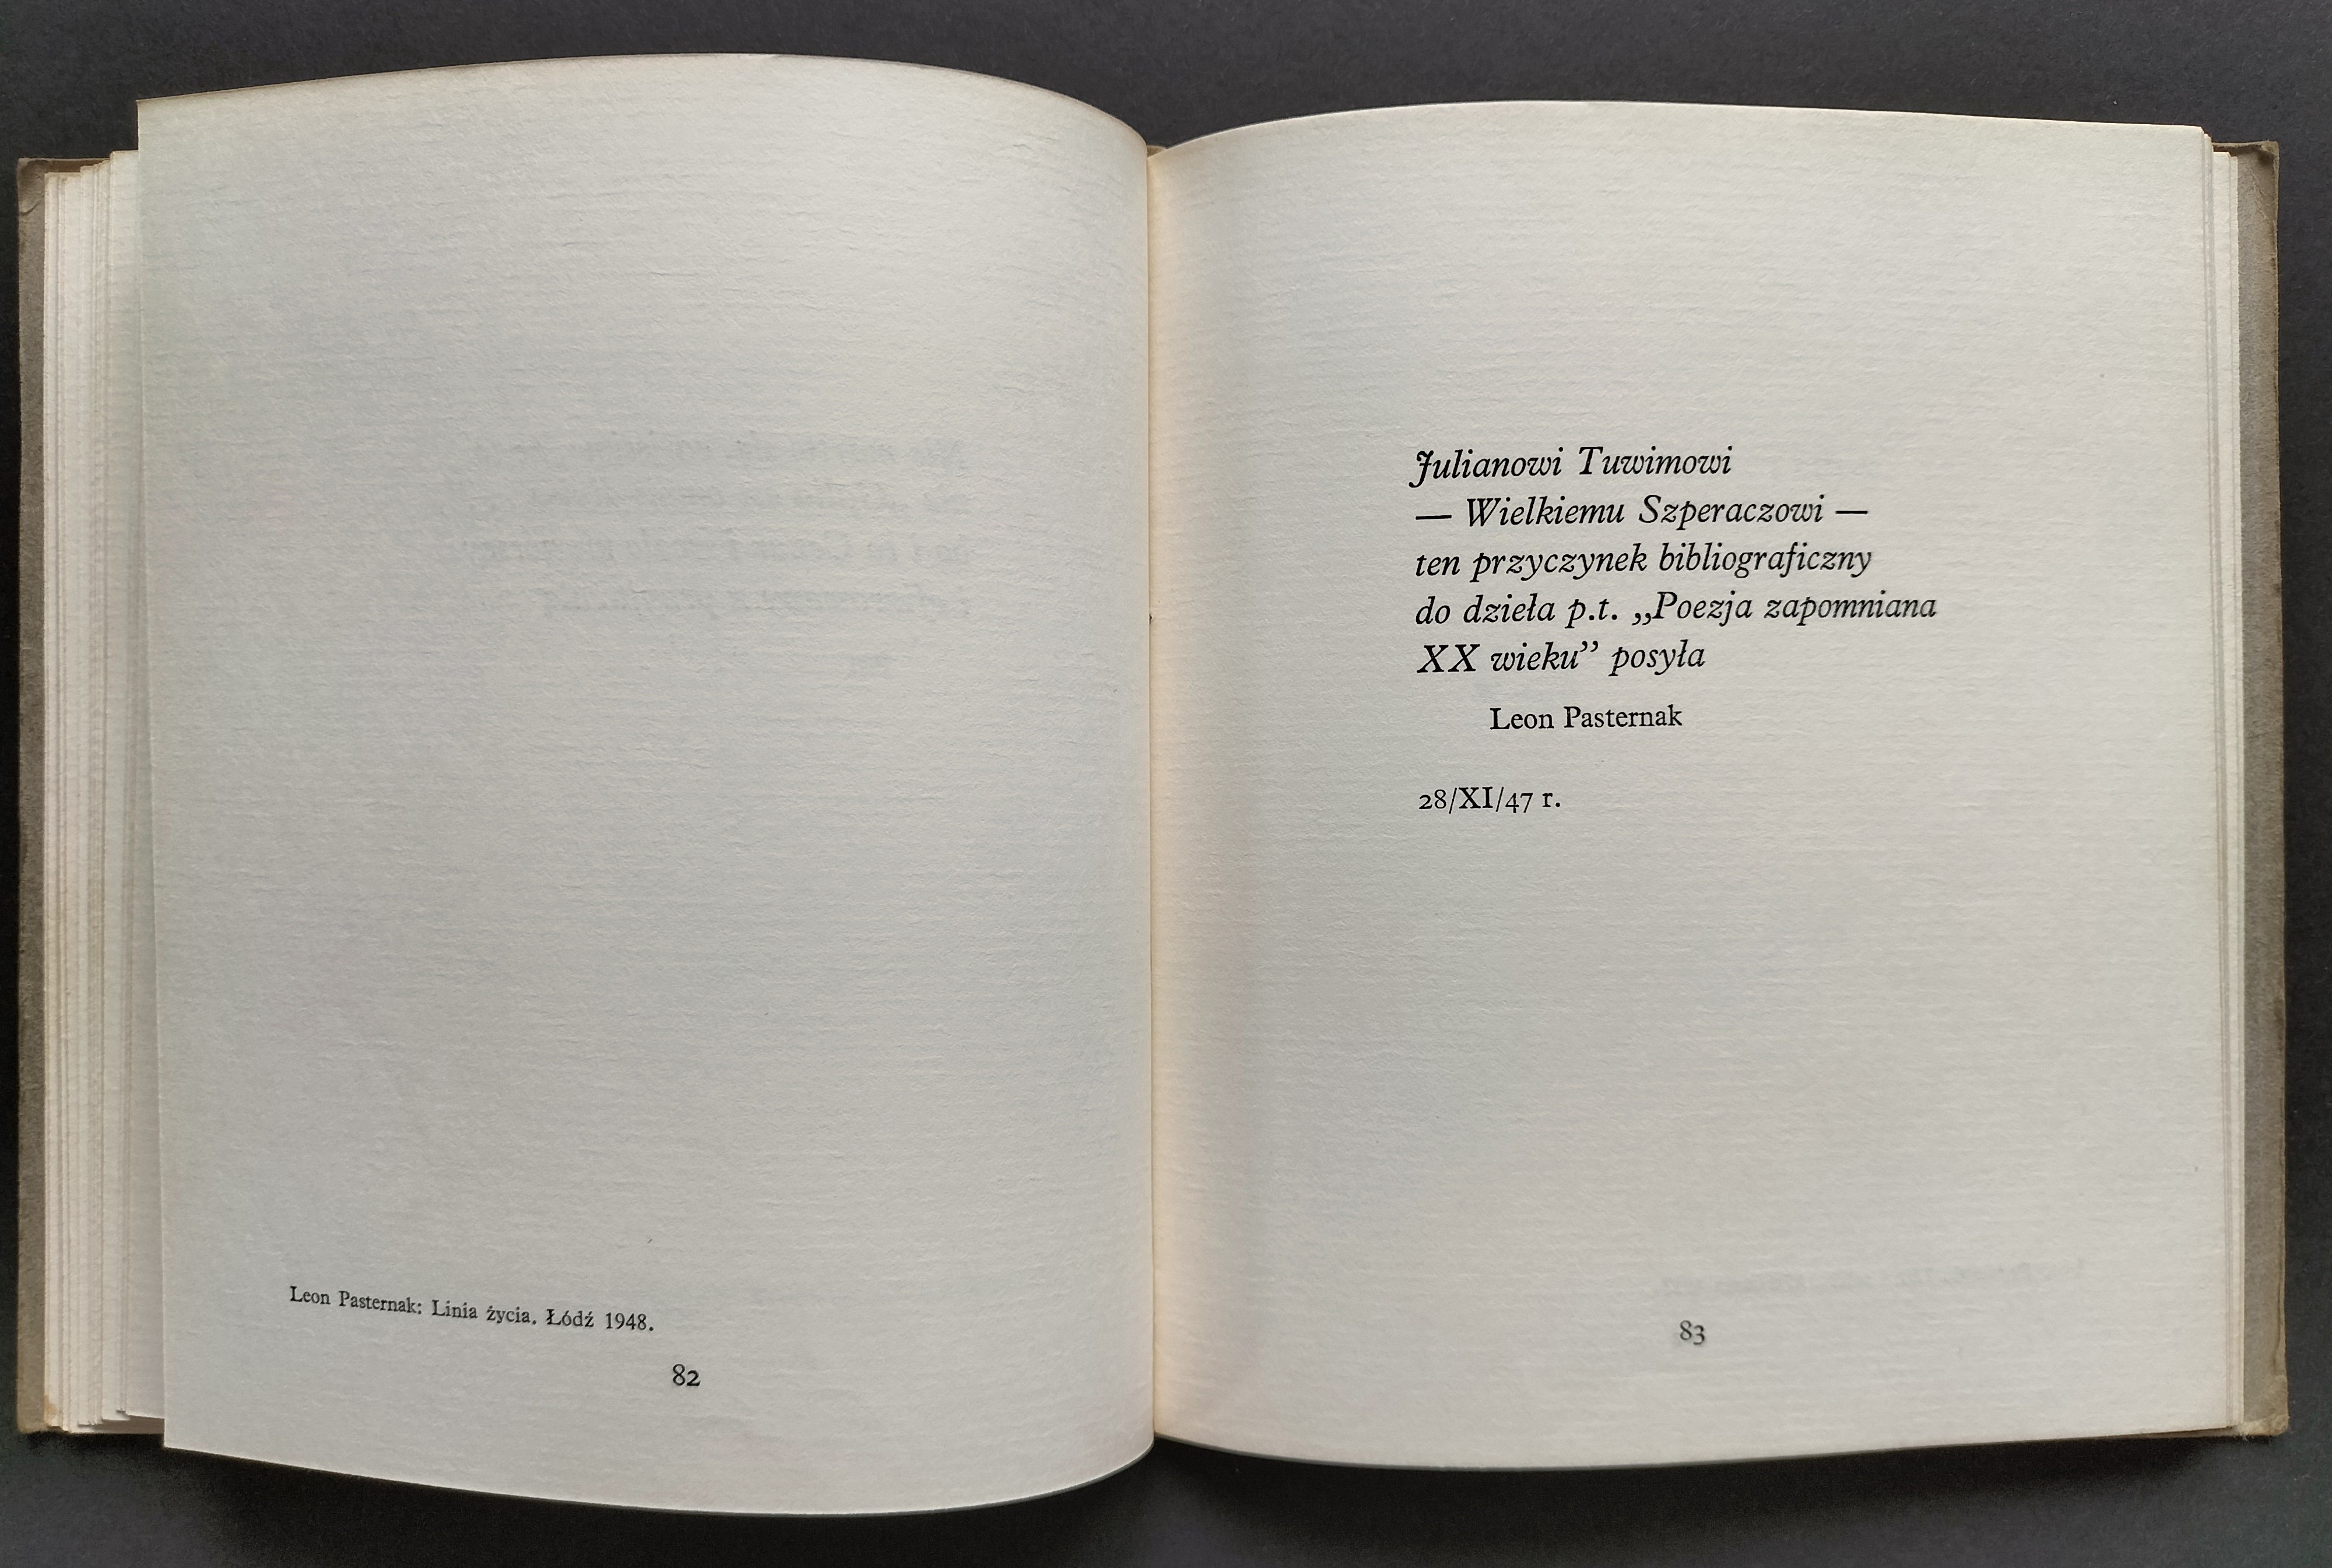 Leon Pasternak: Linia życia. Łódź 1948.
82
Julianowi Tuwimowi
— Wielkiemu Szperaczowi —
ten przyczynek bibliograficzny
do dzieła p.t. „Poezja zapomniana
XX wieku” posyła
Leon Pasternak
28/XI/47 r.
83